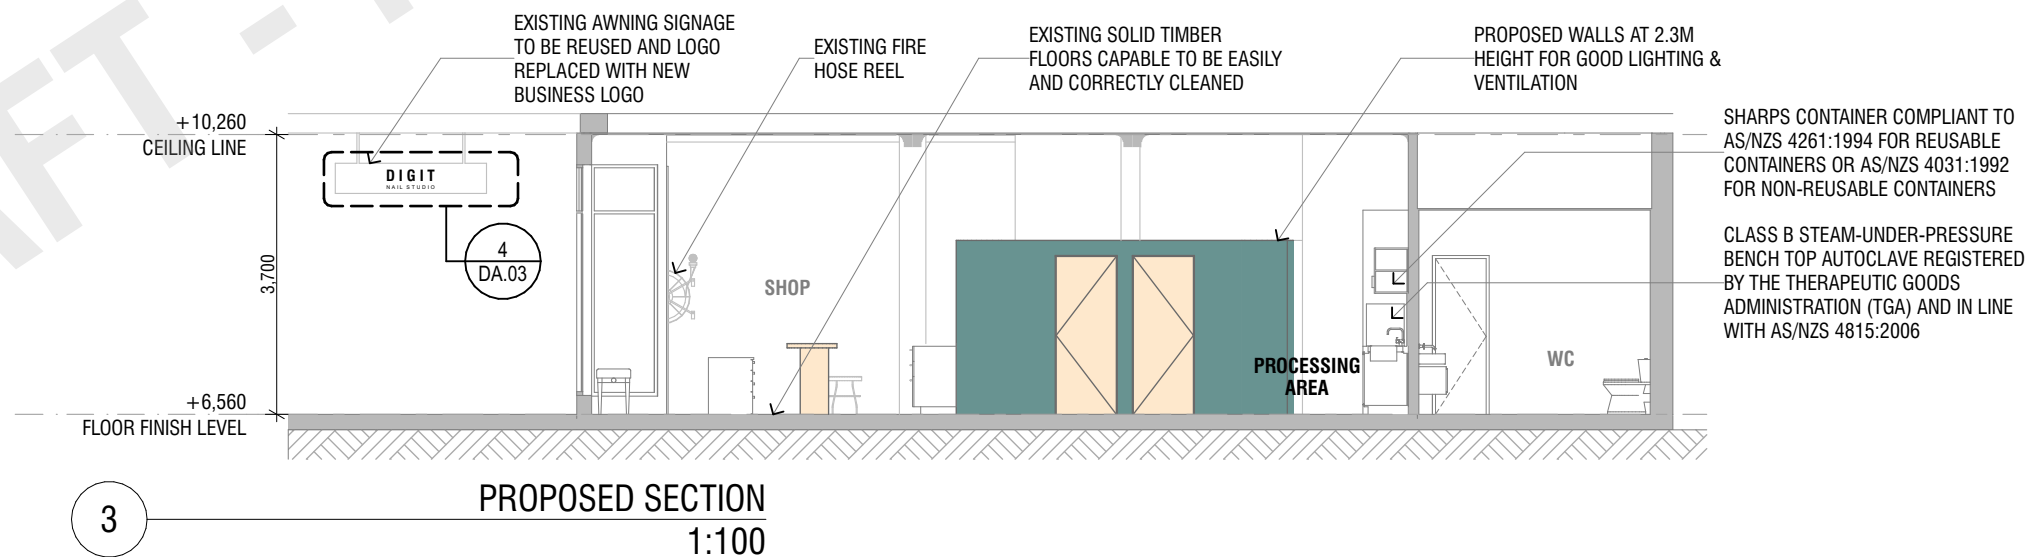 EXISTING AWNING SIGNAGE
TO BE REUSED AND LOGO
REPLACED WITH NEW
BUSINESS LOGO
EXISTING FIRE
HOSE REEL
EXISTING SOLID TIMBER
FLOORS CAPABLE TO BE EASILY
AND CORRECTLY CLEANED
PROPOSED WALLS AT 2.3M
HEIGHT FOR GOOD LIGHTING &
VENTILATION
SHARPS CONTAINER COMPLIANT TO
AS/NZS 4261:1994 FOR REUSABLE
CONTAINERS OR AS/NZS 4031:1992
FOR NON-REUSABLE CONTAINERS
CLASS B STEAM-UNDER-PRESSURE
BENCH TOP AUTOCLAVE REGISTERED
BY THE THERAPEUTIC GOODS
ADMINISTRATION (TGA) AND IN LINE
WITH AS/NZS 4815:2006
+10,260
CEILING LINE
DIGIT
NAIL STUDIO
4
DA.03
3,700
SHOP
PROCESSING
AREA
WC
+6,560
FLOOR FINISH LEVEL
3
PROPOSED SECTION
1:100